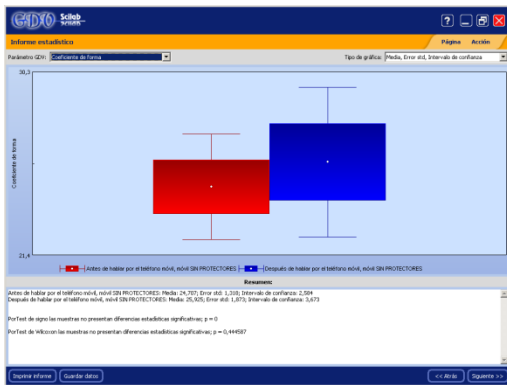 GDV Scilab
Informe estadístico
Página Acción
Parámetro GDV: Coeficiente de forma
Tipo de gráfica: Media, Error std, Intervalo de confianza
30,3
Coeficiente de forma
21,4
Antes de hablar por el teléfono móvil, móvil SIN PROTECTORES Después de hablar por el teléfono móvil, móvil SIN PROTECTORES
Resumen:
Antes de hablar por el teléfono móvil, móvil SIN PROTECTORES: Media: 24,707; Error std: 1,318; Intervalo de confianza: 2,584
Después de hablar por el teléfono móvil, móvil SIN PROTECTORES: Media: 25,925; Error std: 1,873; Intervalo de confianza: 3,673
PorTest de signo las muestras no presentan diferencias estadísticas significativas; p = 0
PorTest de Wilcoxon las muestras no presentan diferencias estadísticas significativas; p = 0,444587
Imprimir informe Guardar datos << Atrás Siguiente >>